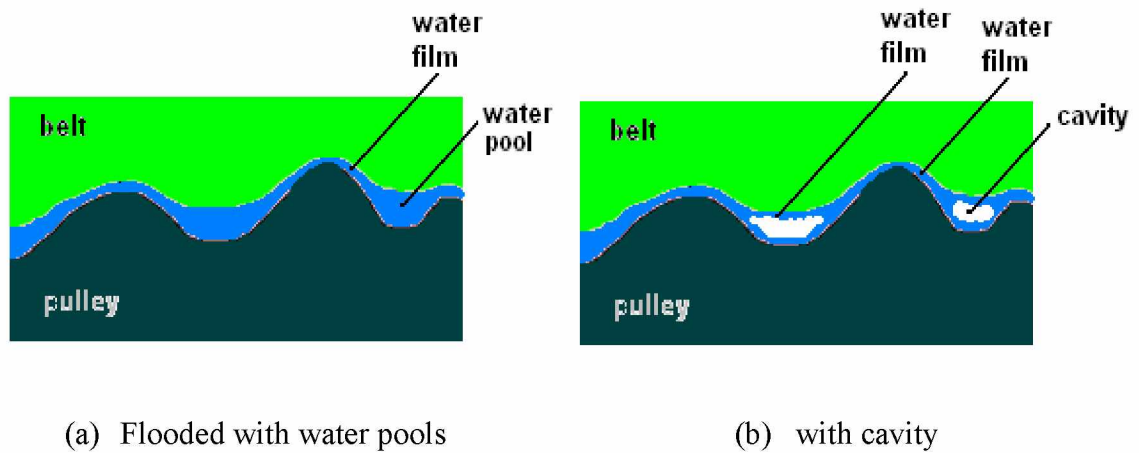 water
film
water
pool
belt
pulley
(a) Flooded with water pools
water
film
water
film
cavity
belt
pulley
(b) with cavity